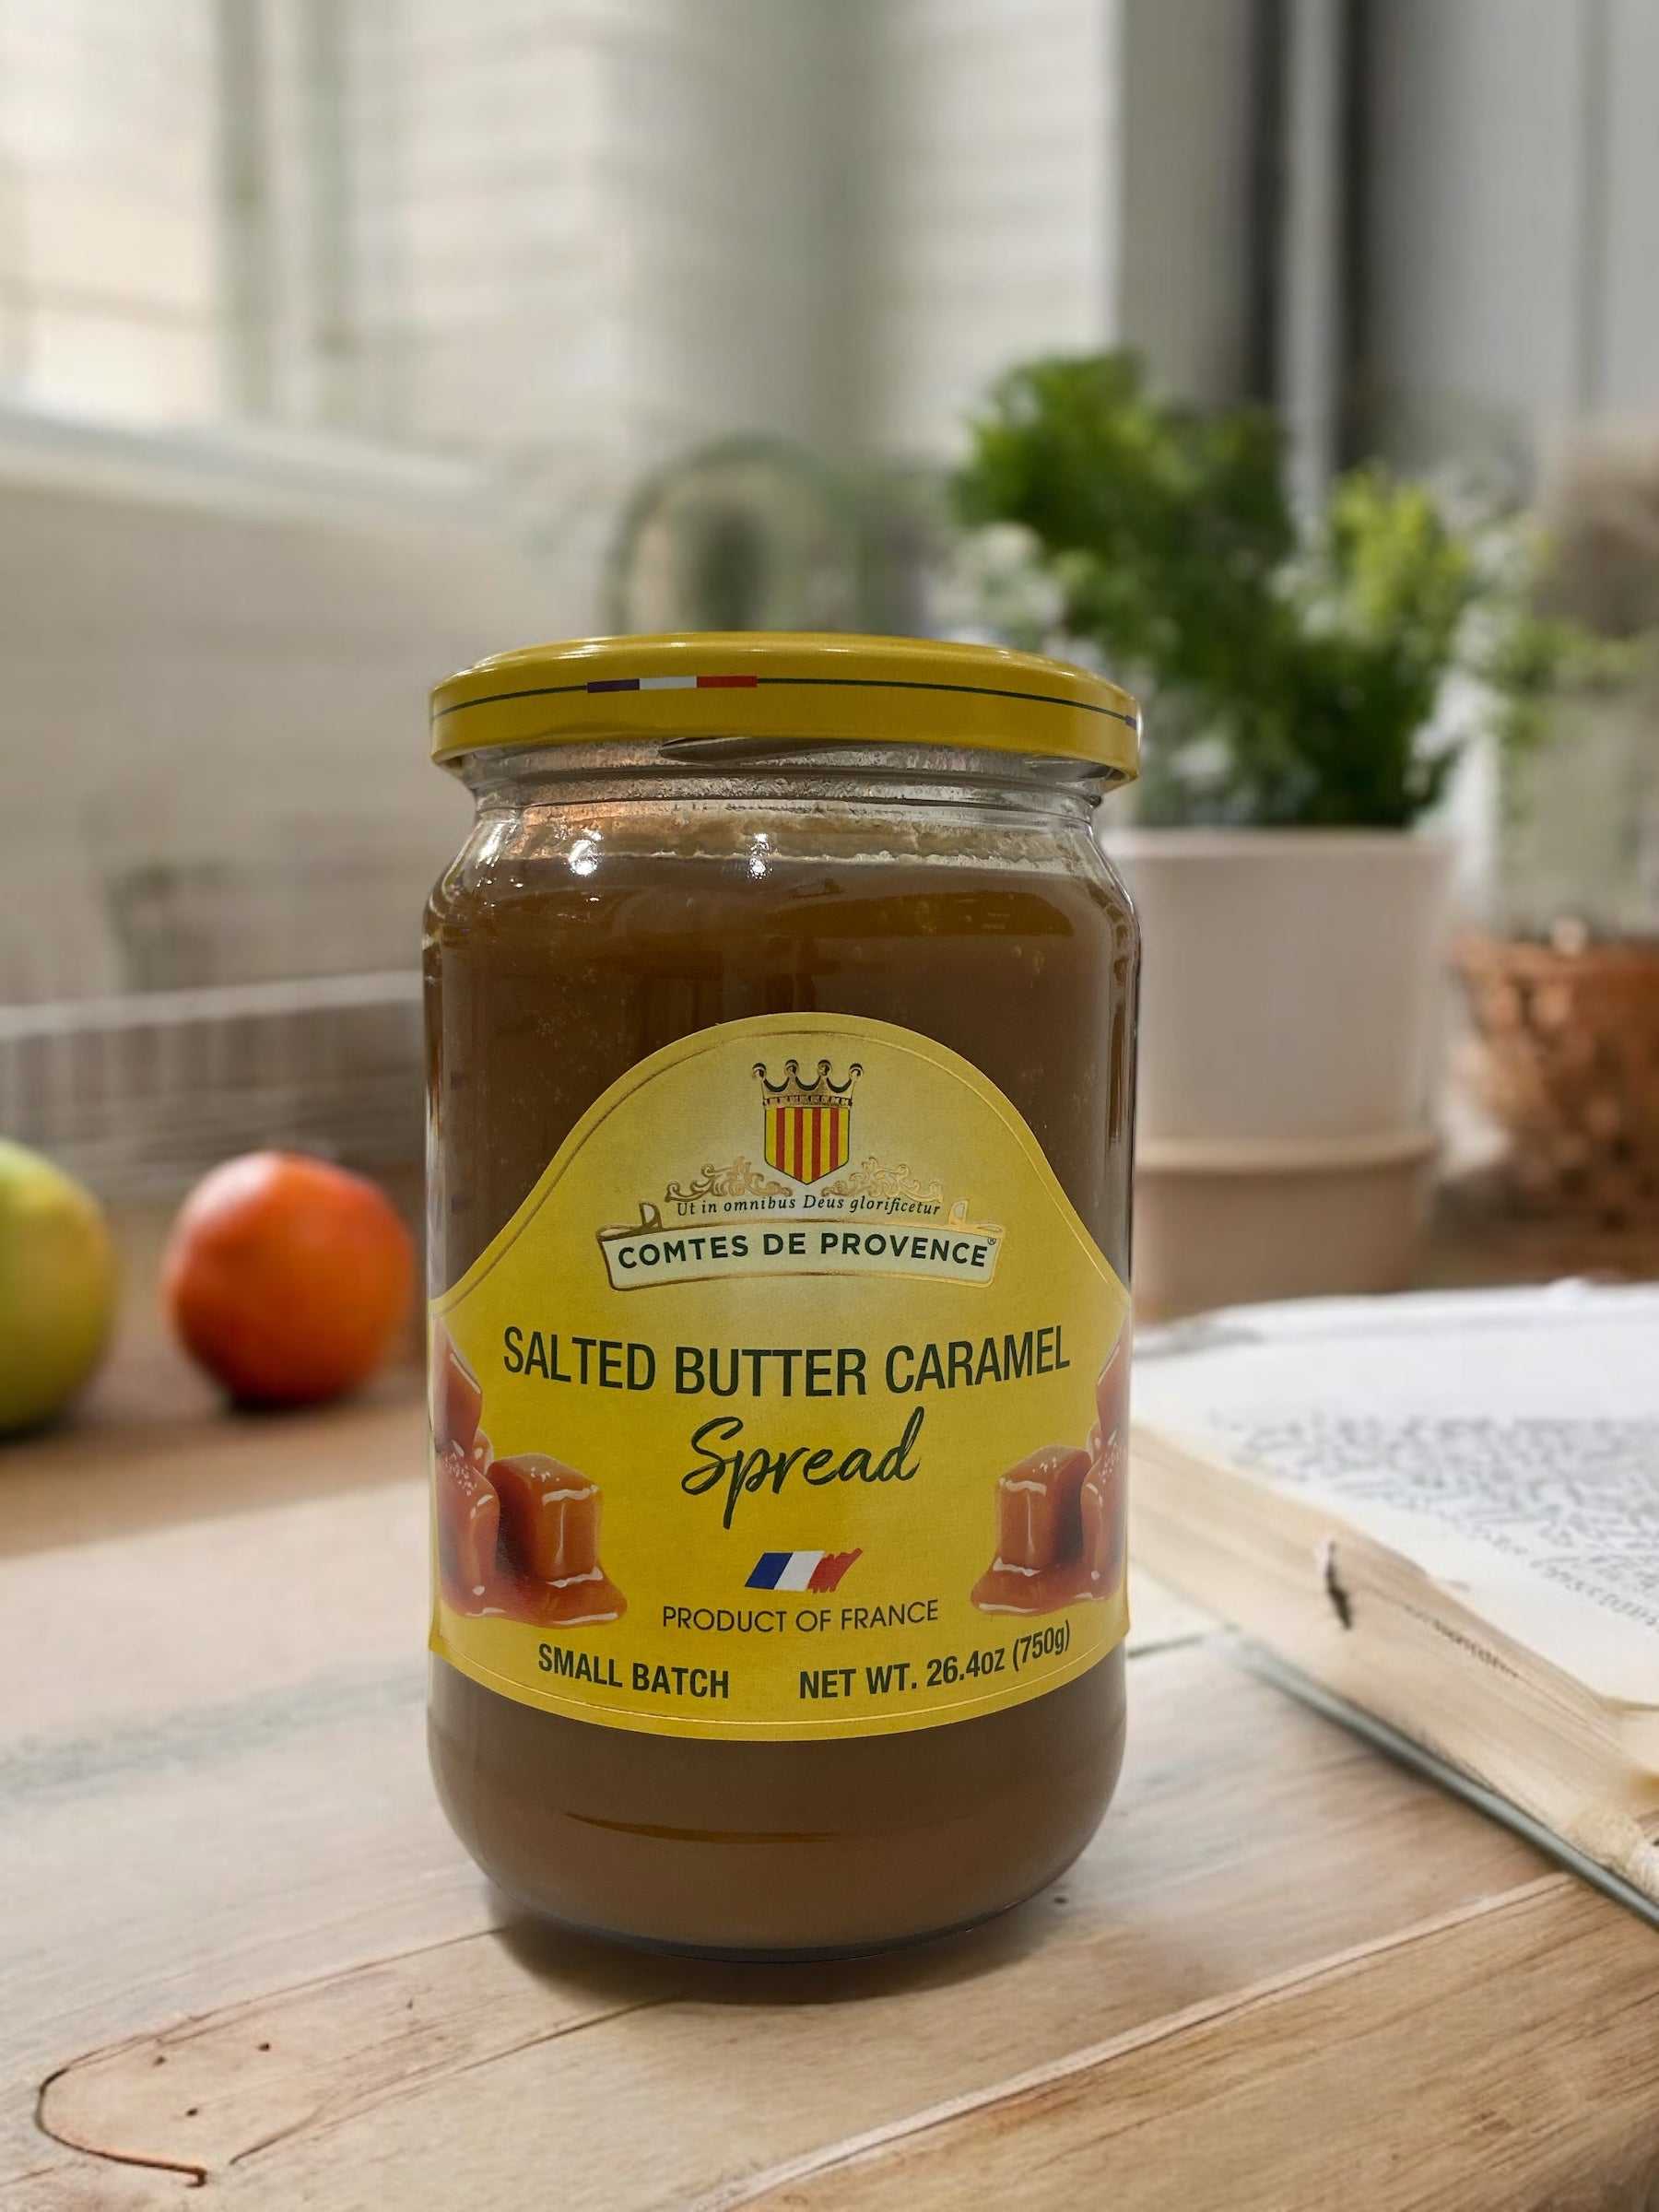 Ut in omnibus Deus glorificetur
COMTES DE PROVENCE®
SALTED BUTTER CARAMEL
Spread
PRODUCT OF FRANCE
SMALL BATCH NET WT. 26.4oz (750g)